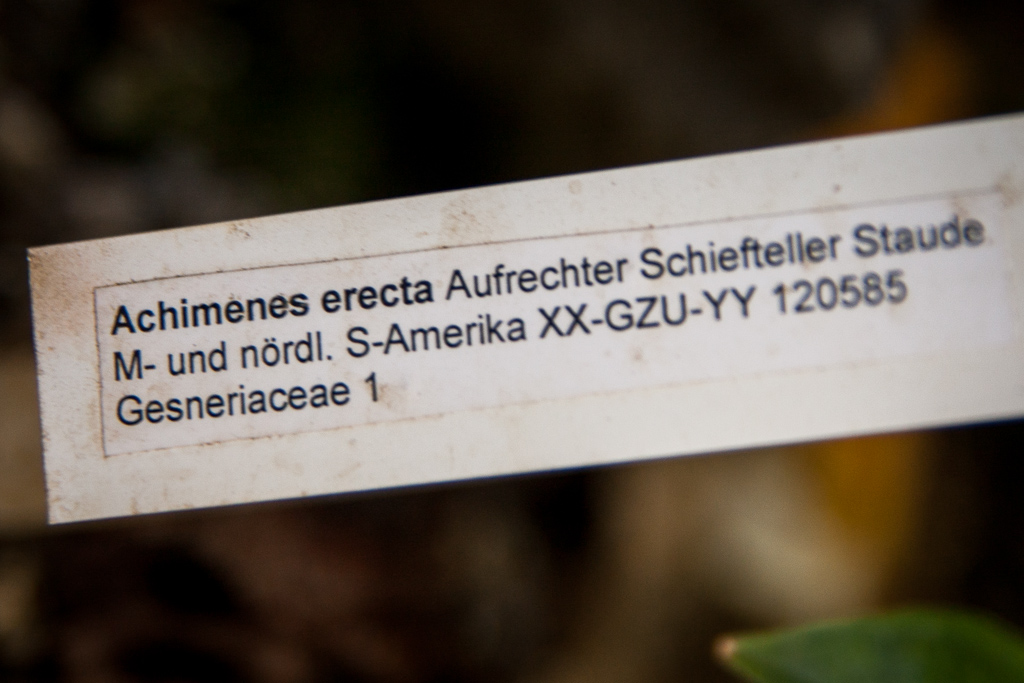 Achimenes erecta Aufrechter Schiefteller Staude
M- und nördl. S-Amerika XX-GZU-YY 120585
Gesneriaceae 1